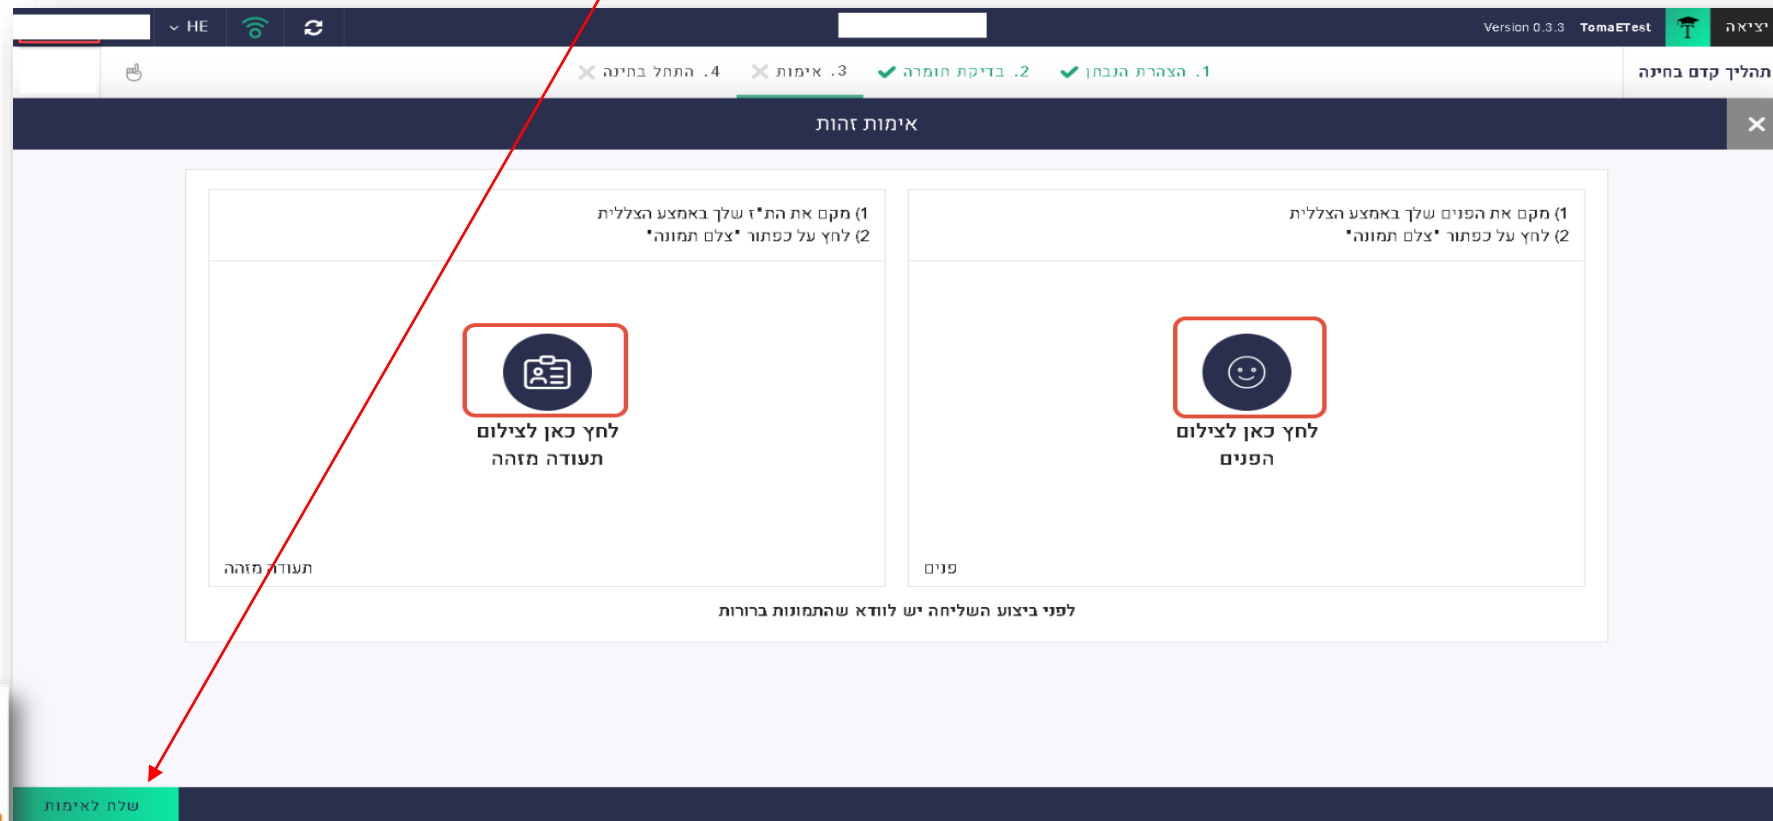 יציאה
TomaETest Version 0.3.3
HE
תהליך קדם בחינה
1. הצהרת הנבחן
2. בדיקת חומרה
3. אימות
4. התחל בחינה
אימות זהות
1) מקם את הפנים שלך באמצע הצללית
2) לחץ על כפתור "צלם תמונה"
לחץ כאן לצילום
הפנים
פנים
1) מקם את הת"ז שלך באמצע הצללית
2) לחץ על כפתור "צלם תמונה"
לחץ כאן לצילום
תעודה מזהה
תעודה מזהה
לפני ביצוע השליחה יש לוודא שהתמונות ברורות
שלח לאימות